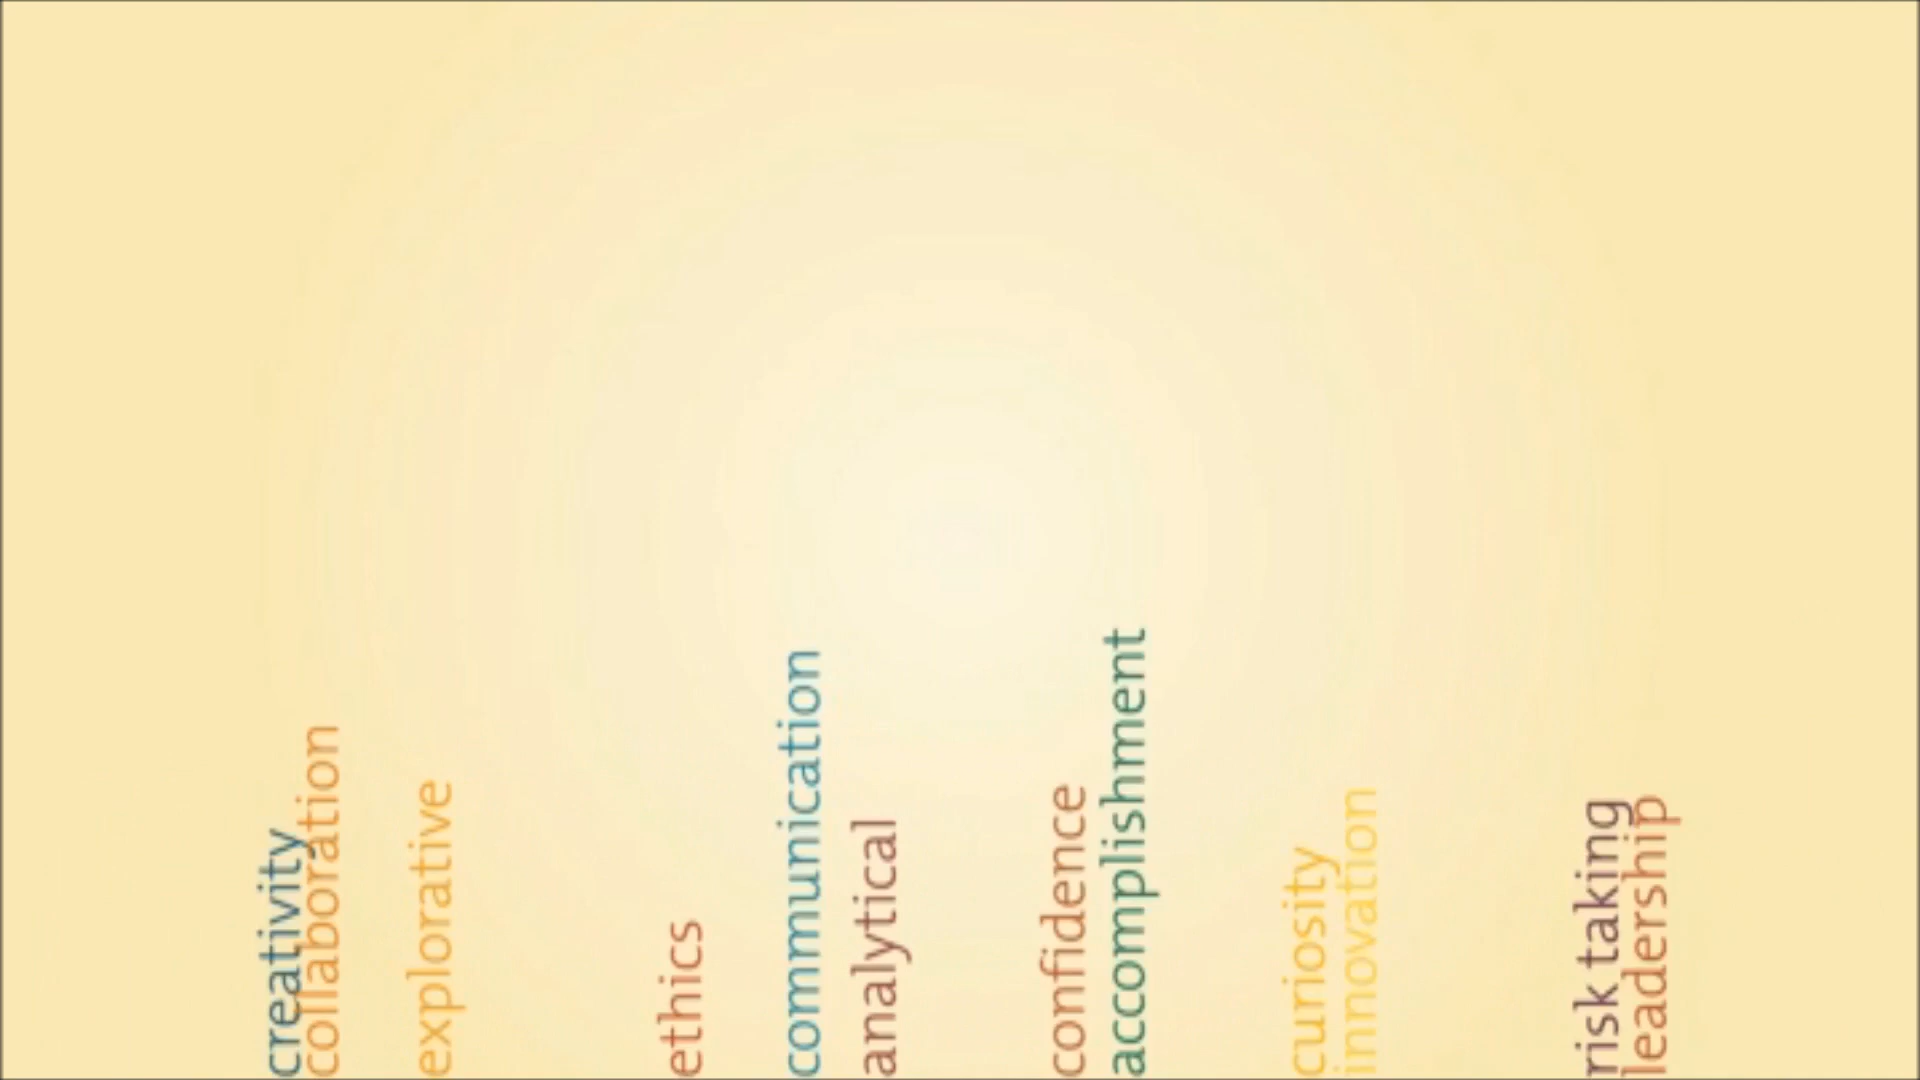 creativity
collaboration
explorative
ethics
communication
analytical
confidence
accomplishment
curiosity
innovation
risk taking
leadership